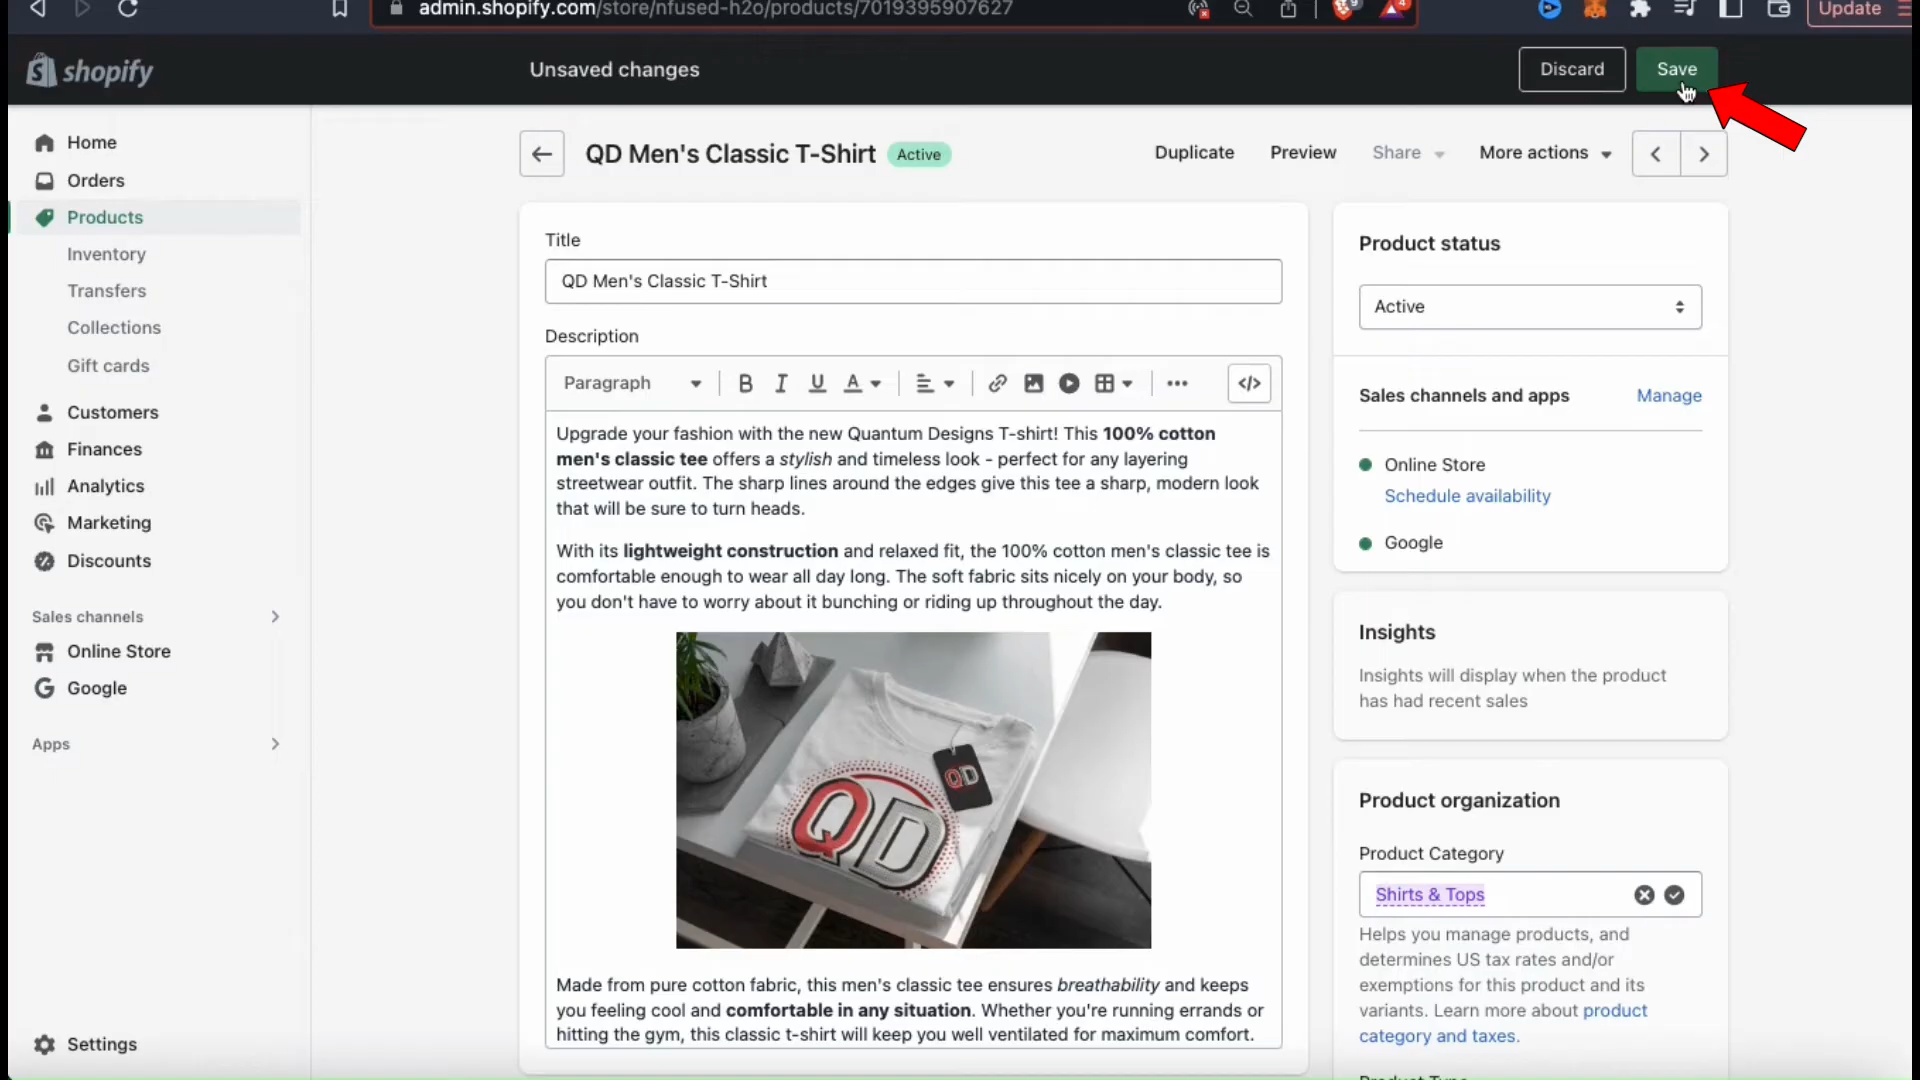 admin.shopify.com/store/nfused-h2o/products/7019395907627
9
4
Update
shopify
Unsaved changes
Discard
Save
Home
Orders
Products
Inventory
Transfers
Collections
Gift cards
Customers
Finances
Analytics
Marketing
Discounts
Sales channels
Online Store
Google
Apps
Settings
QD Men's Classic T-Shirt
Active
Duplicate
Preview
Share
More actions
Title
QD Men's Classic T-Shirt
Description
Paragraph
B I U A
Upgrade your fashion with the new Quantum Designs T-shirt! This 100% cotton
men's classic tee offers a stylish and timeless look - perfect for any layering
streetwear outfit. The sharp lines around the edges give this tee a sharp, modern look
that will be sure to turn heads.
With its lightweight construction and relaxed fit, the 100% cotton men's classic tee is
comfortable enough to wear all day long. The soft fabric sits nicely on your body, so
you don't have to worry about it bunching or riding up throughout the day.
QD
QD
Made from pure cotton fabric, this men's classic tee ensures breathability and keeps
you feeling cool and comfortable in any situation. Whether you're running errands or
hitting the gym, this classic t-shirt will keep you well ventilated for maximum comfort.
Product status
Active
Sales channels and apps
Manage
Online Store
Schedule availability
Google
Insights
Insights will display when the product
has had recent sales
Product organization
Product Category
Shirts & Tops
Helps you manage products, and
determines US tax rates and/or
exemptions for this product and its
variants. Learn more about product
category and taxes.